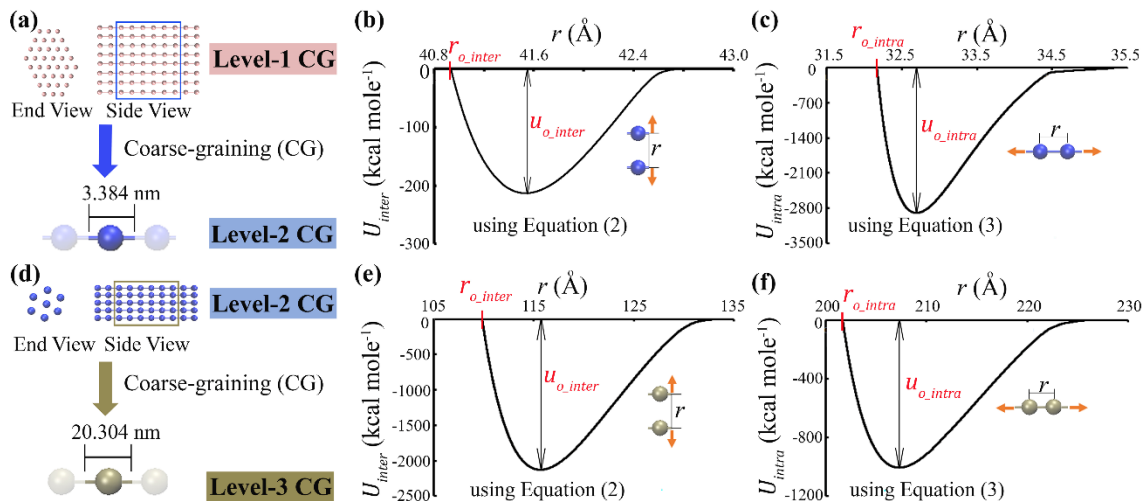 (a)
Level-1 CG
End View Side View
Coarse-graining (CG)
3.384 nm
Level-2 CG
(b)
r (Å)
r_o_inter
40.8 41.6 42.5 43.0
0
-100
-200
-300
U_inter (kcal mole⁻¹)
u_o_inter
r
using Equation (2)
(c)
r (Å)
r_o_intra
31.5 32.5 33.5 34.5 35.5
0
-700
-1400
-2100
-2800
-3500
U_intra (kcal mole⁻¹)
u_o_intra
r
using Equation (3)
(d)
Level-2 CG
End View Side View
Coarse-graining (CG)
20.304 nm
Level-3 CG
(e)
r_o_inter
r (Å)
105 115 125 135
0
-500
-1000
-1500
-2000
-2500
U_inter (kcal mole⁻¹)
u_o_inter
r
using Equation (2)
(f)
r_o_intra
r (Å)
200 210 220 230
0
-400
-800
-1200
U_intra (kcal mole⁻¹)
u_o_intra
r
using Equation (3)